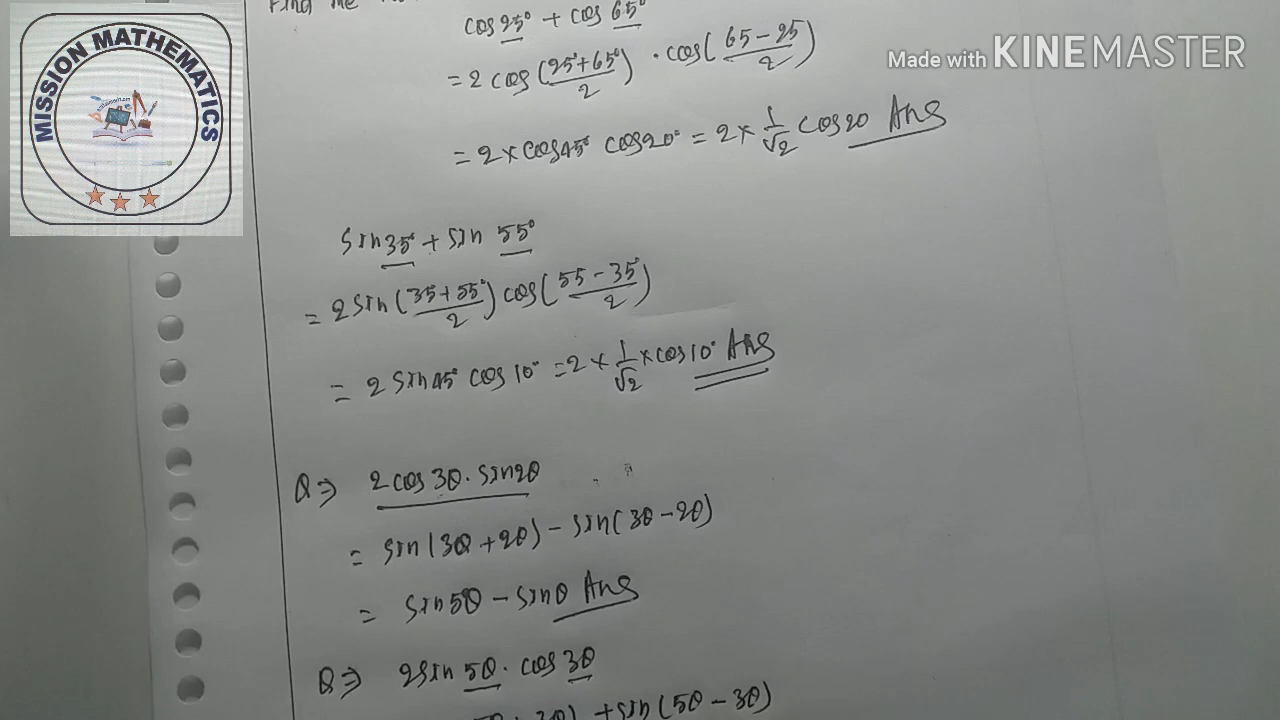 MISSION MATHEMATICS
Made with KINEMASTER
Find the
cos 25° + cos 65°
= 2 cos (25°+65°/2) · cos (65-25/2)
= 2 × cos 45° cos 20° = 2 × 1/√2 cos 20 Ans
Sin 35° + sin 55°
= 2 sin (35+55°/2) cos (55-35°/2)
= 2 sin 45° cos 10° = 2 × 1/√2 × cos 10° Ans
Q ⇒ 2 cos 3θ · sin 2θ
= sin (3θ + 2θ) - sin (3θ - 2θ)
= sin 5θ - sin θ Ans
Q ⇒ 2 sin 5θ · cos 3θ
3θ) + sin (5θ - 3θ)